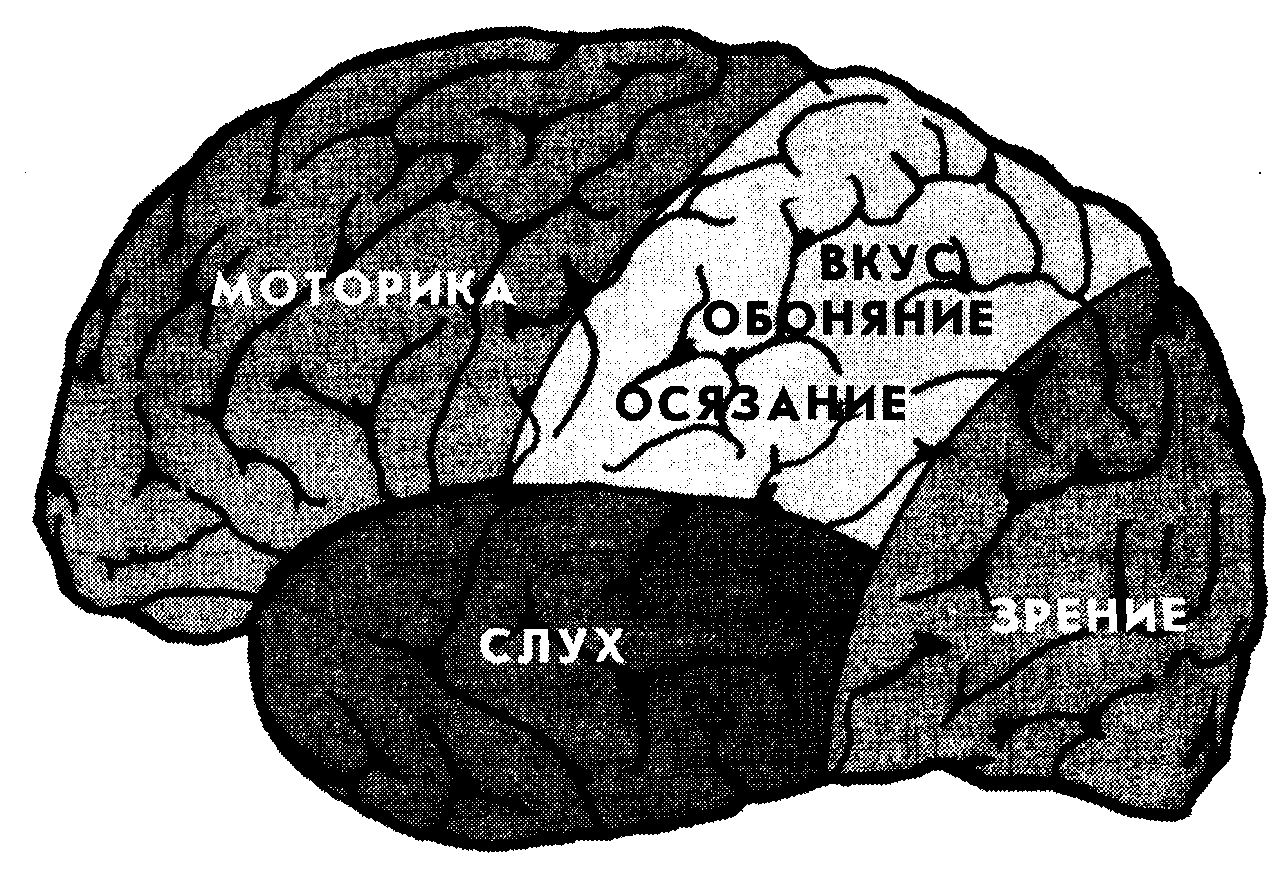 МОТОРИКА
ВКУС
ОБОНЯНИЕ
ОСЯЗАНИЕ
СЛУХ
ЗРЕНИЕ